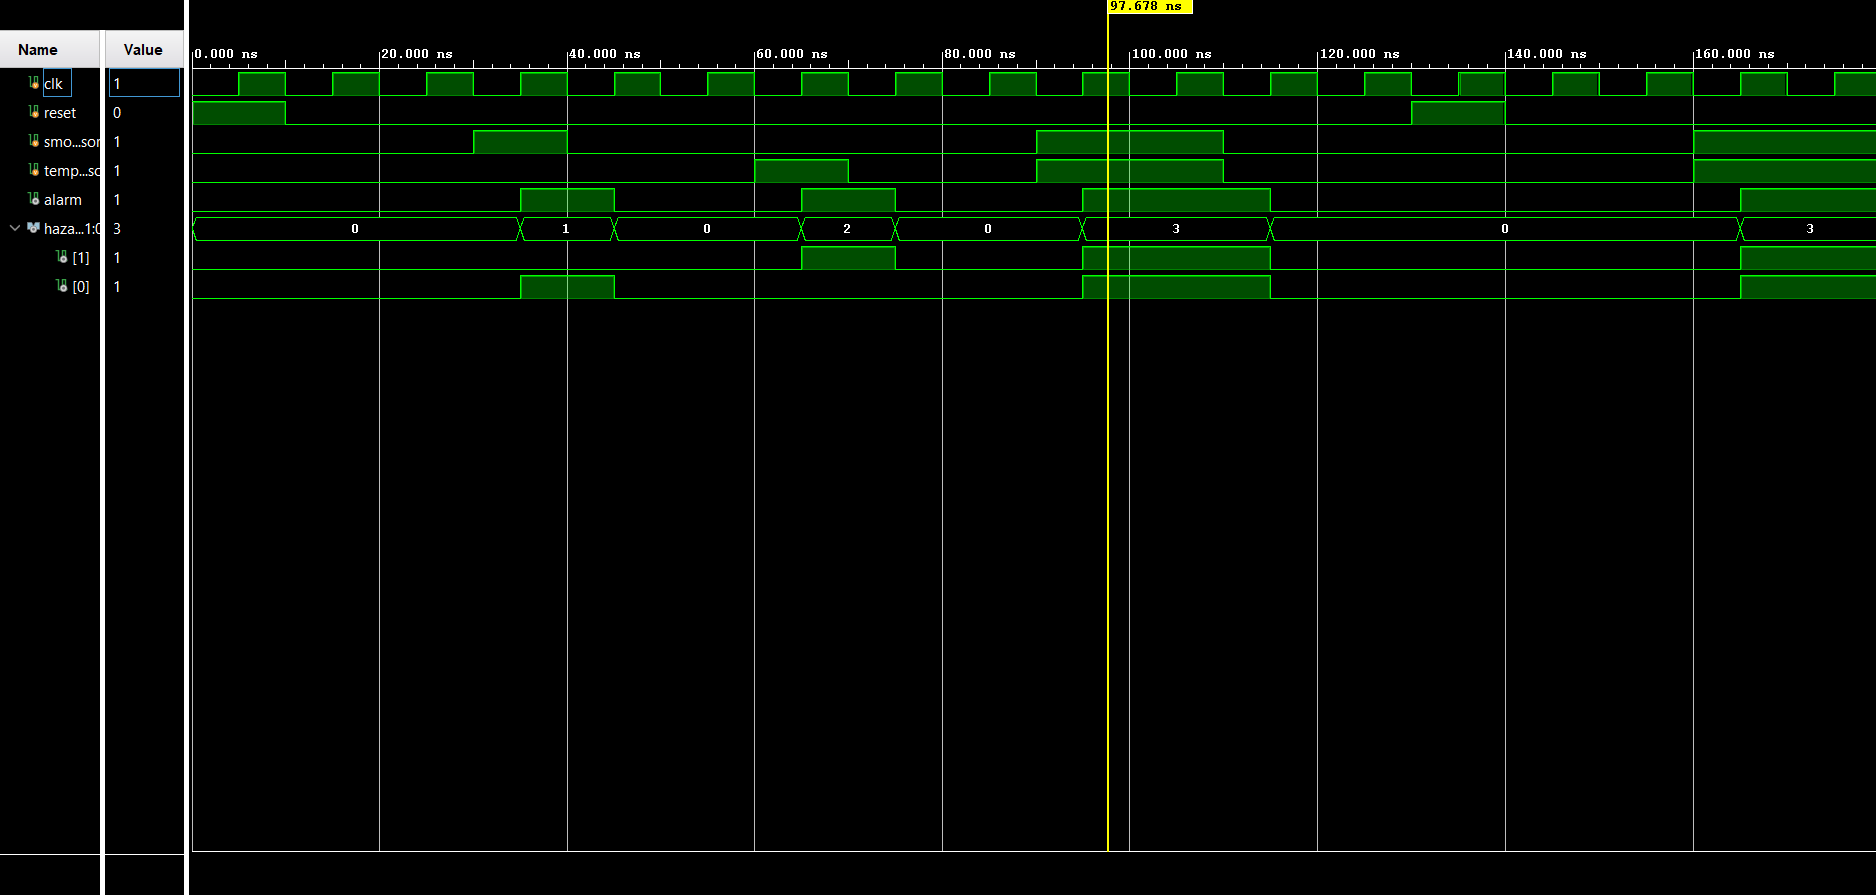 97.678 ns
Name Value
0.000 ns 20.000 ns 40.000 ns 60.000 ns 80.000 ns 100.000 ns 120.000 ns 140.000 ns 160.000 ns
clk 1
reset 0
smo...sor 1
temp...sc 1
alarm 1
haza...1:0 3 0 1 0 2 0 3 0 3
[1] 1
[0] 1